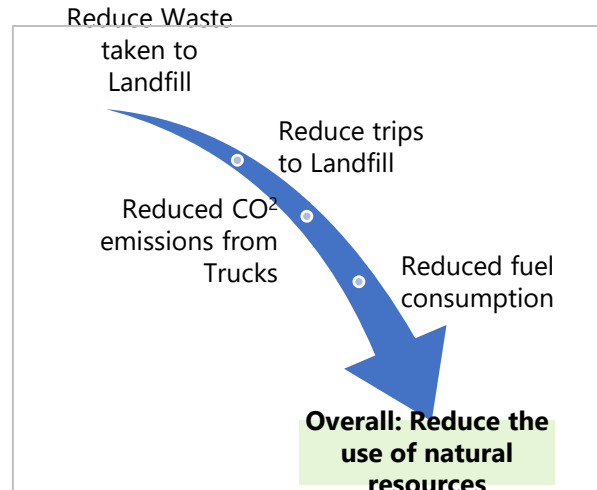 Reduce Waste
taken to
Landfill
Reduce trips
to Landfill
Reduced CO²
emissions from
Trucks
Reduced fuel
consumption
Overall: Reduce the
use of natural
resources